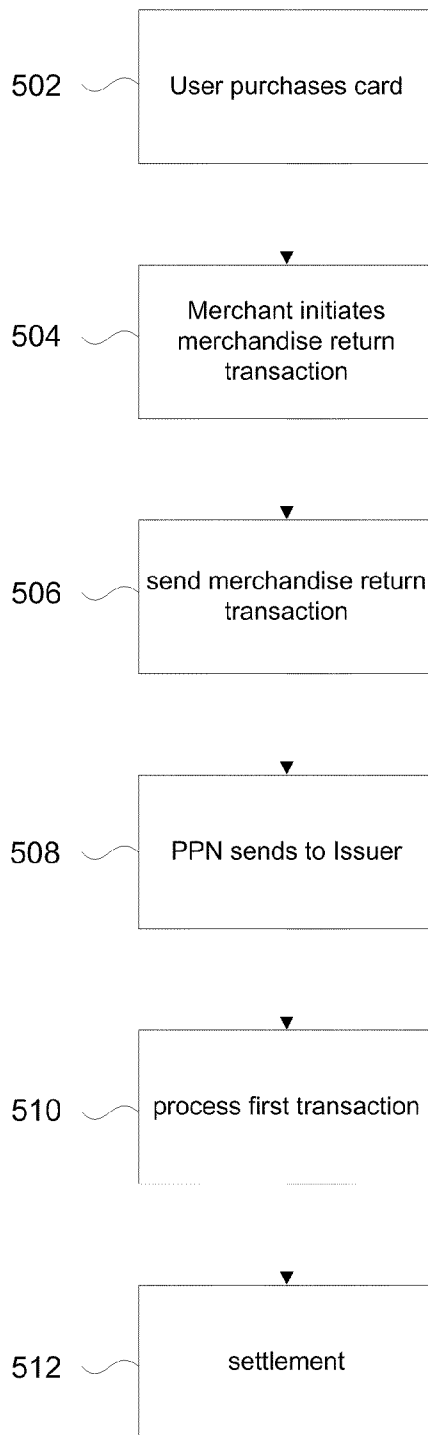 502
User purchases card
504
Merchant initiates
merchandise return
transaction
506
send merchandise return
transaction
508
PPN sends to Issuer
510
process first transaction
512
settlement